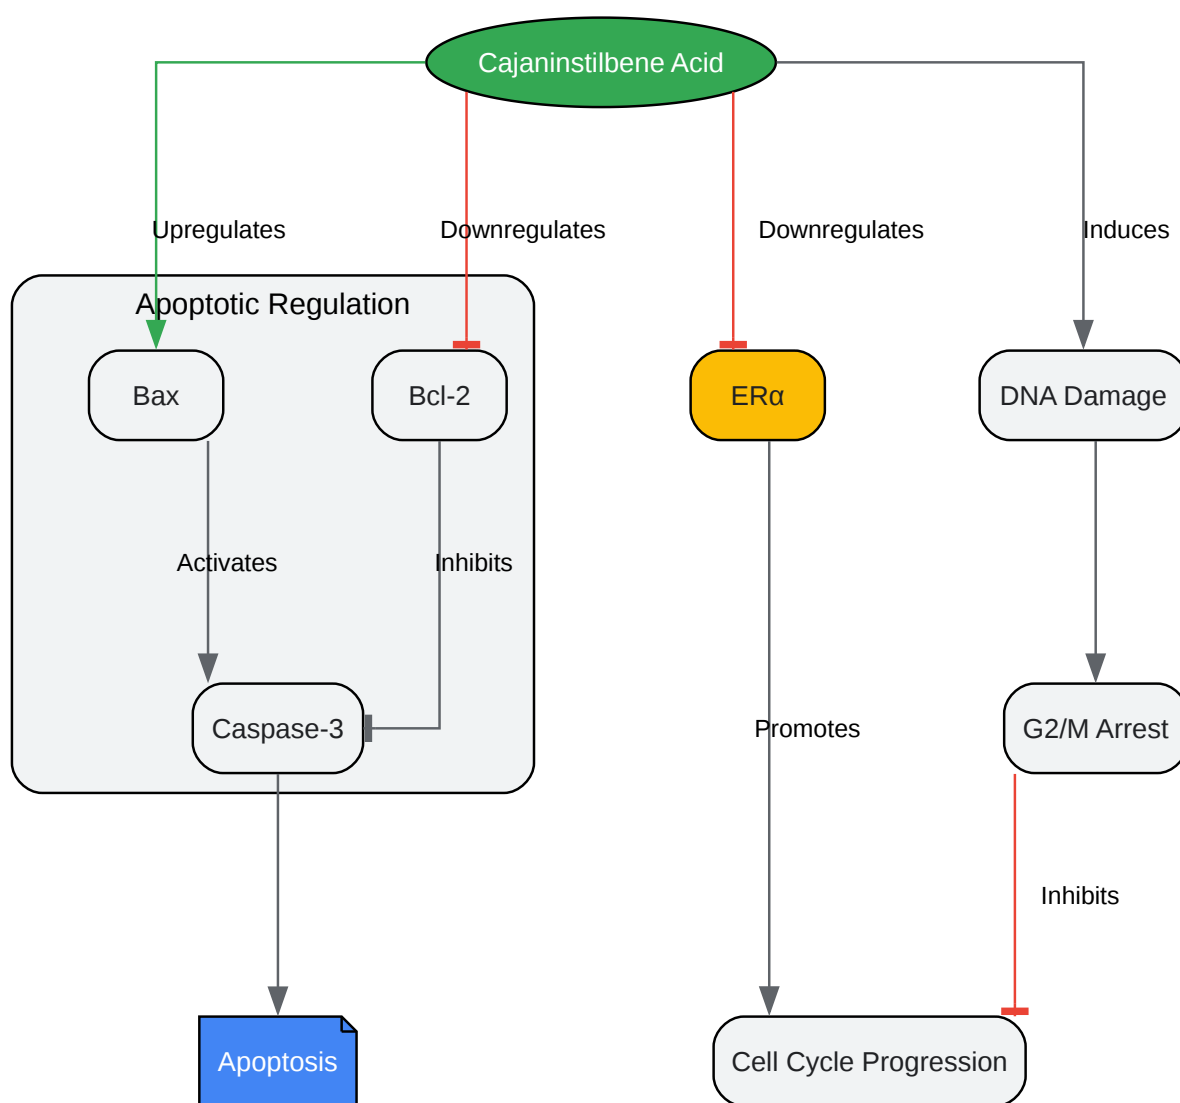 Cajaninstilbene Acid
Upregulates
Downregulates
Downregulates
Induces
Apoptotic Regulation
Bax
Bcl-2
ERα
DNA Damage
Activates
Inhibits
Caspase-3
Promotes
G2/M Arrest
Inhibits
Apoptosis
Cell Cycle Progression